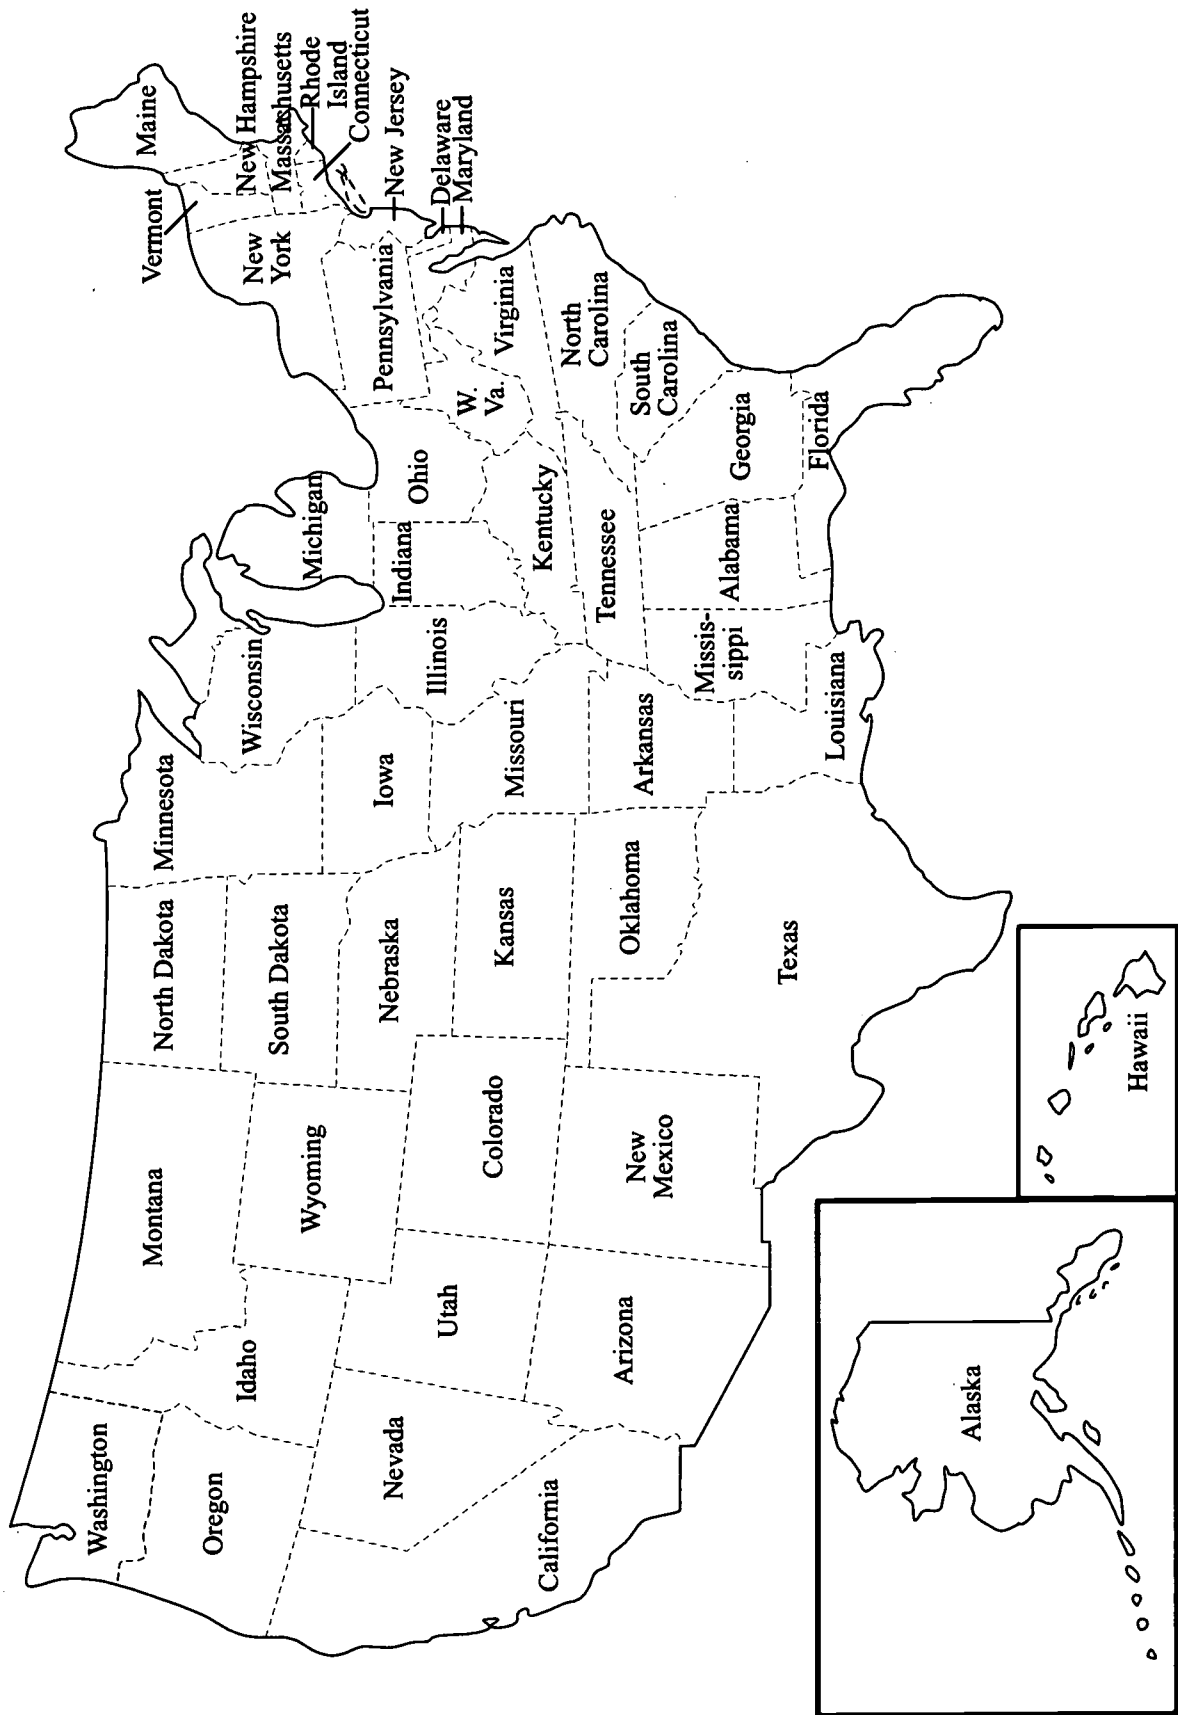 Washington
Oregon
California
Nevada
Idaho
Montana
Wyoming
Utah
Arizona
Colorado
New
Mexico
North Dakota
South Dakota
Nebraska
Kansas
Oklahoma
Texas
Minnesota
Iowa
Missouri
Arkansas
Louisiana
Wisconsin
Illinois
Missis-
sippi
Michigan
Indiana
Kentucky
Tennessee
Alabama
Ohio
W.
Va.
Georgia
Florida
Pennsylvania
Virginia
North
Carolina
South
Carolina
New
York
Vermont
Maine
New Hampshire
Massachusetts
Rhode
Island
Connecticut
New Jersey
Delaware
Maryland
Alaska
Hawaii